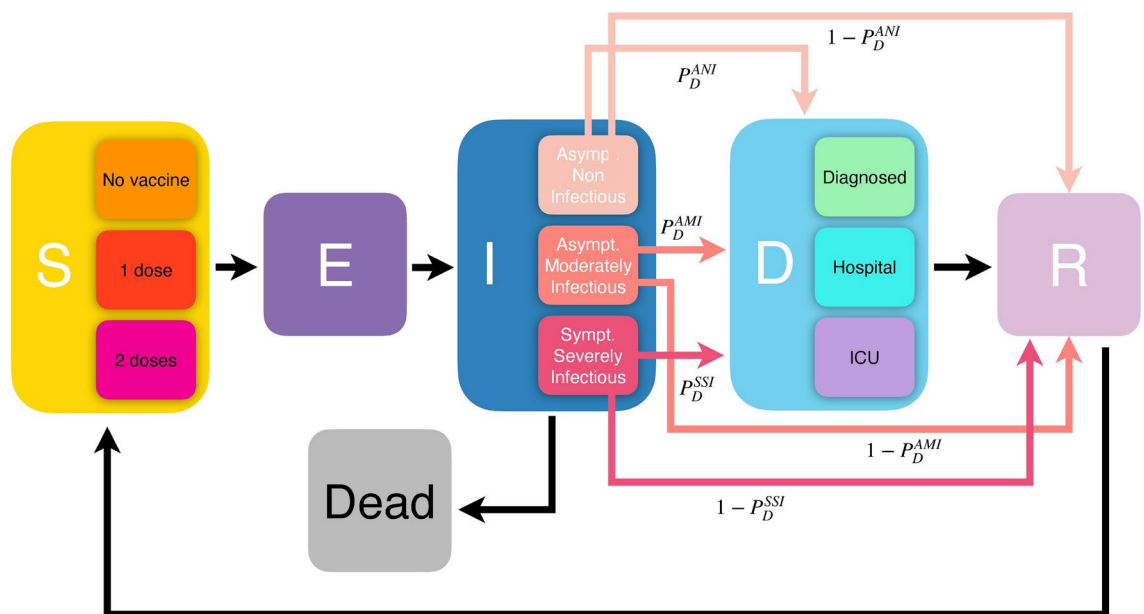 1 − P_D^{ANI}
P_D^{ANI}
S
No vaccine
1 dose
2 doses
E
I
Asympt.
Non
Infectious
Asympt.
Moderately
Infectious
Sympt.
Severely
Infectious
P_D^{AMI}
P_D^{SSI}
D
Diagnosed
Hospital
ICU
R
1 − P_D^{AMI}
1 − P_D^{SSI}
Dead